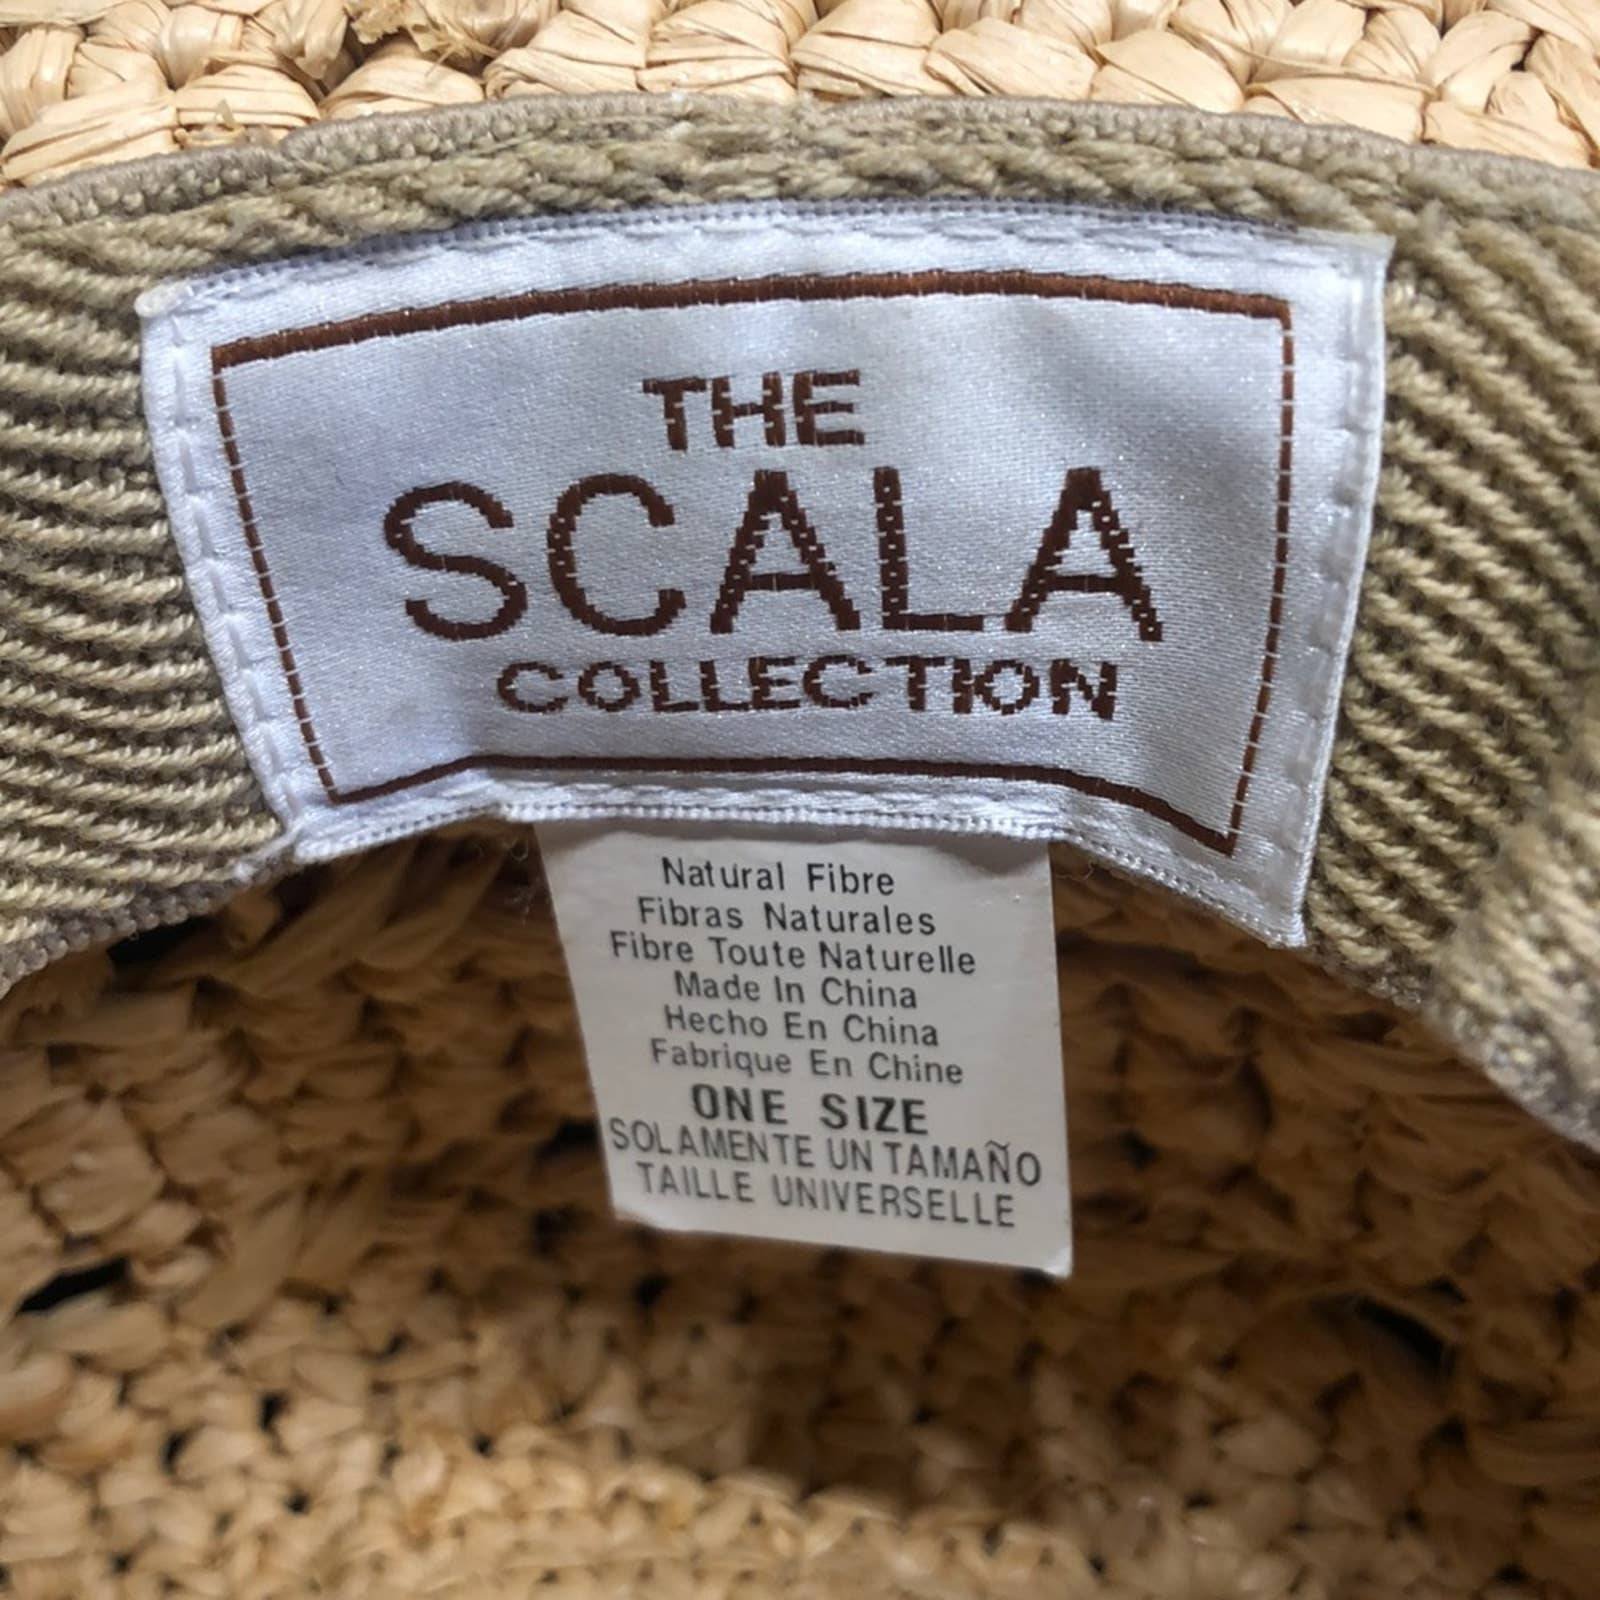 THE
SCALA
COLLECTION
Natural Fibre
Fibras Naturales
Fibre Toute Naturelle
Made In China
Hecho En China
Fabrique En Chine
ONE SIZE
SOLAMENTE UN TAMAÑO
TAILLE UNIVERSELLE